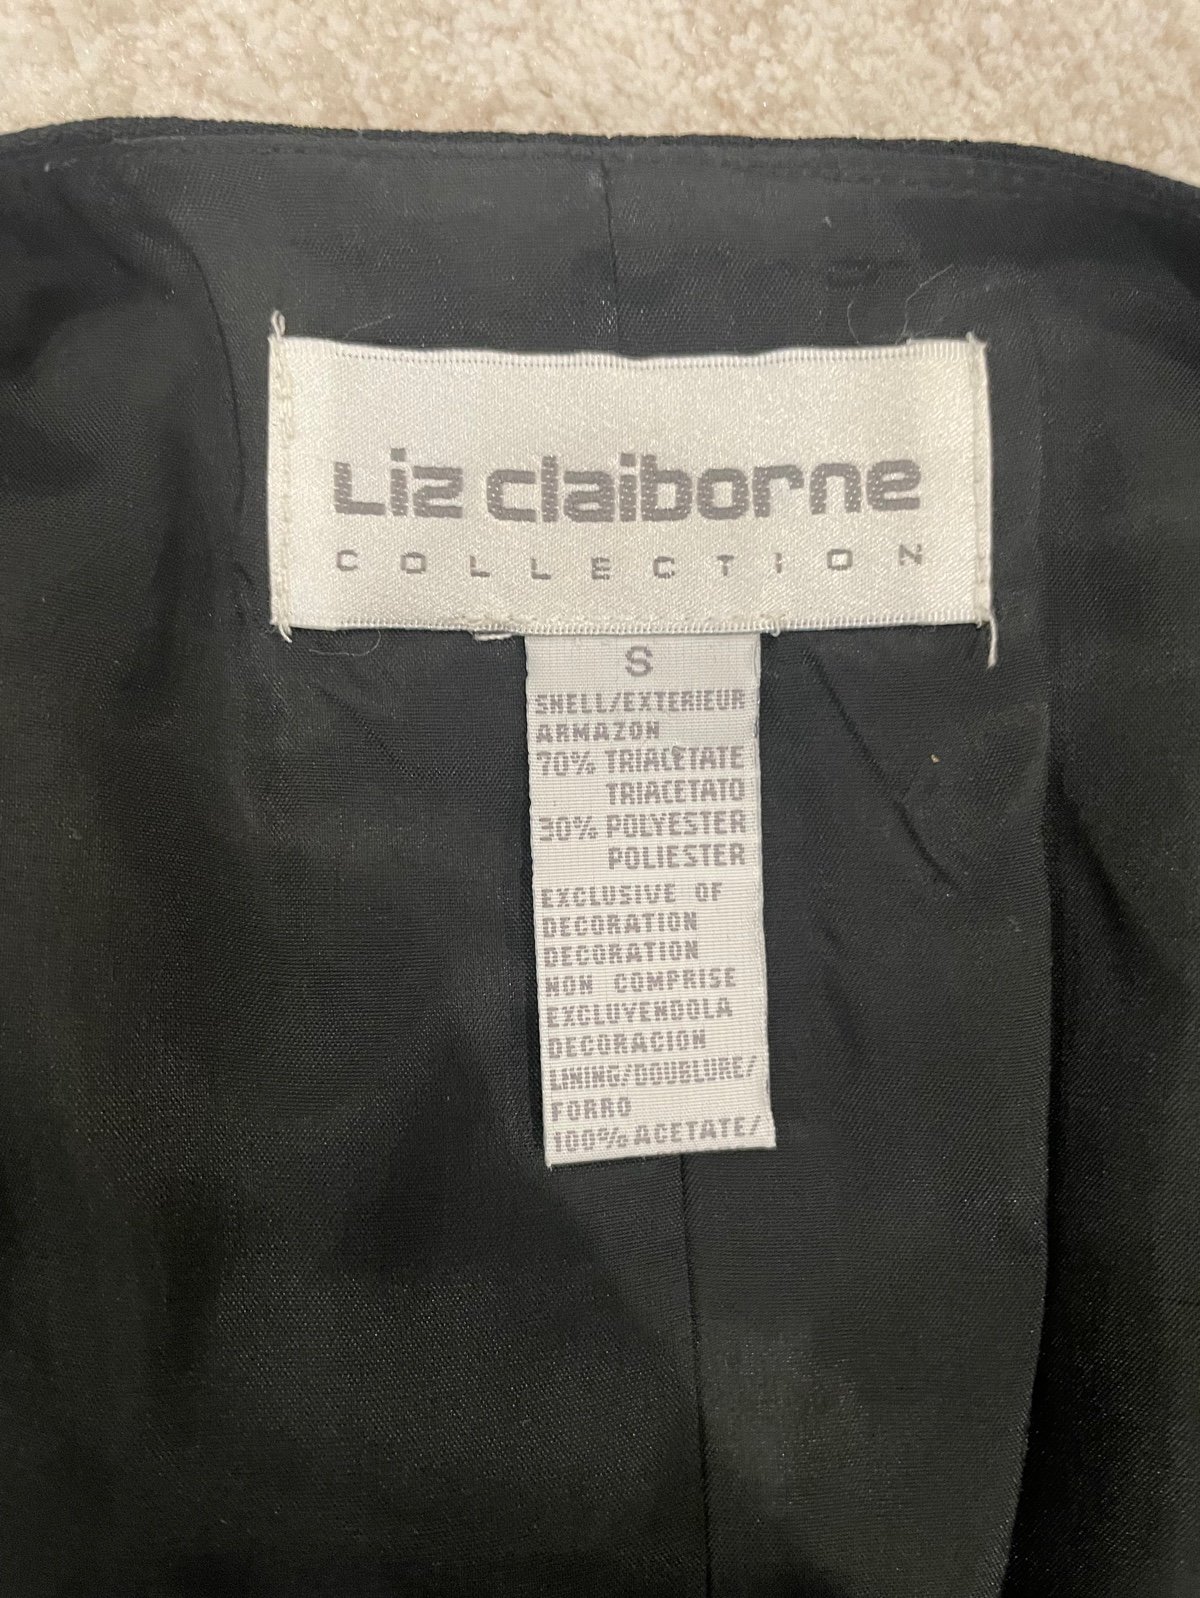 Liz claiborne
COLLECTION
S
SHELL/EXTERIEUR
ARMAZON
70% TRIACETATE
TRIACETATO
30% POLYESTER
POLIESTER
EXCLUSIVE OF
DECORATION
DECORATION
NON COMPRISE
EXCLUYENDOLA
DECORACION
LINING/DOUBLURE/
FORRO
100% ACETATE/